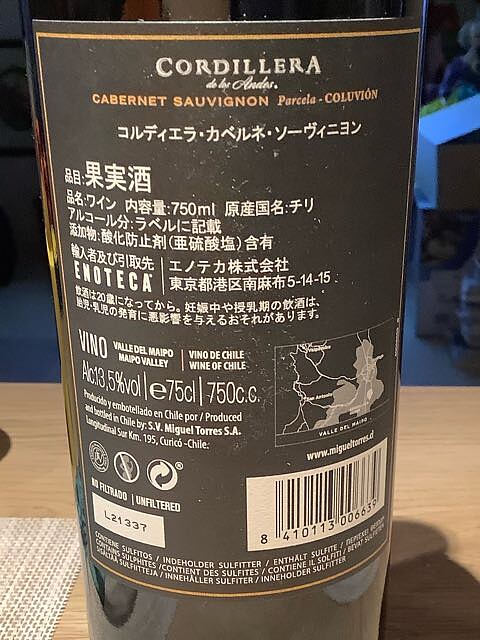 CORDILLERA
de los Andes.
CABERNET SAUVIGNON Parcela - COLUVIÓN
コルディエラ・カベルネ・ソーヴィニヨン
品目:果実酒
品名:ワイン 内容量:750ml 原産国名:チリ
アルコール分:ラベルに記載
添加物:酸化防止剤(亜硫酸塩)含有
輸入者及び引取先 エノテカ株式会社
ENOTECA 東京都港区南麻布5-14-15
飲酒は20歳になってから。妊娠中や授乳期の飲酒は、
胎児・乳児の発育に悪影響を与えるおそれがあります。
VINO VALLE DEL MAIPO VINO DE CHILE
MAIPO VALLEY WINE OF CHILE
Alc.13,5%vol ℮75cl 750c.c.
Producido y embotellado en Chile por / Produced
and bottled in Chile by: S.V. Miguel Torres S.A.
Longitudinal Sur Km. 195, Curicó -Chile.
San Antonio
VALLE DEL MAIPO
www.migueltorres.cl
NO FILTRADO UNFILTERED
L21337
8 410113 006639
CONTIENE SULFITOS / INDEHOLDER SULFITTER / ENTHÄLT SULFITE /
CONTAINS SULPHITES / CONTIENT DES SULFITES / CONTIENE IL SOLFITI / BEVAT SULFIETEN
SISÄLTÄÄ SULFIITTEJA / INNEHÅLLER SULFITER / INNEHOLDER SULFITTER